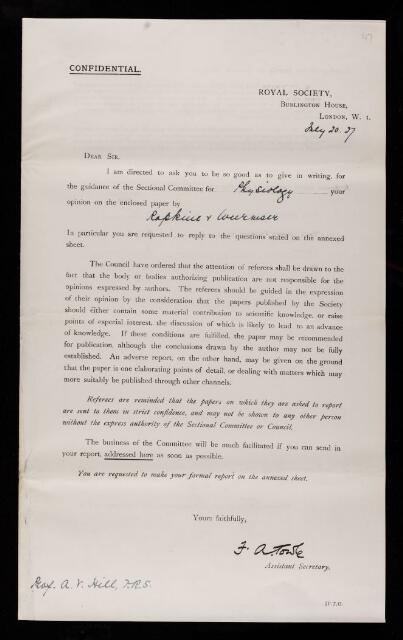 CONFIDENTIAL.
ROYAL SOCIETY,
BURLINGTON HOUSE,
LONDON, W. 1.
July 20. 27
DEAR SIR,
I am directed to ask you to be so good as to give in writing, for
the guidance of the Sectional Committee for Physiology your
opinion on the enclosed paper by
Rapkine & Wurmser
In particular you are requested to reply to the questions stated on the annexed
sheet.
The Council have ordered that the attention of referees shall be drawn to the
fact that the body or bodies authorizing publication are not responsible for the
opinions expressed by authors. The referees should be guided in the expression
of their opinion by the consideration that the papers published by the Society
should either contain some material contribution to scientific knowledge, or raise
points of especial interest, the discussion of which is likely to lead to an advance
of knowledge. If those conditions are fulfilled, the paper may be recommended
for publication, although the conclusions drawn by the author may not be fully
established. An adverse report, on the other hand, may be given on the ground
that the paper is one elaborating points of detail, or dealing with matters which may
more suitably be published through other channels.
Referees are reminded that the papers on which they are asked to report
are sent to them in strict confidence, and may not be shown to any other person
without the express authority of the Sectional Committee or Council.
The business of the Committee will be much facilitated if you can send in
your report, addressed here as soon as possible.
You are requested to make your formal report on the annexed sheet.
Yours faithfully,
F. A. Towle
Assistant Secretary.
Prof. A. V. Hill, F.R.S.